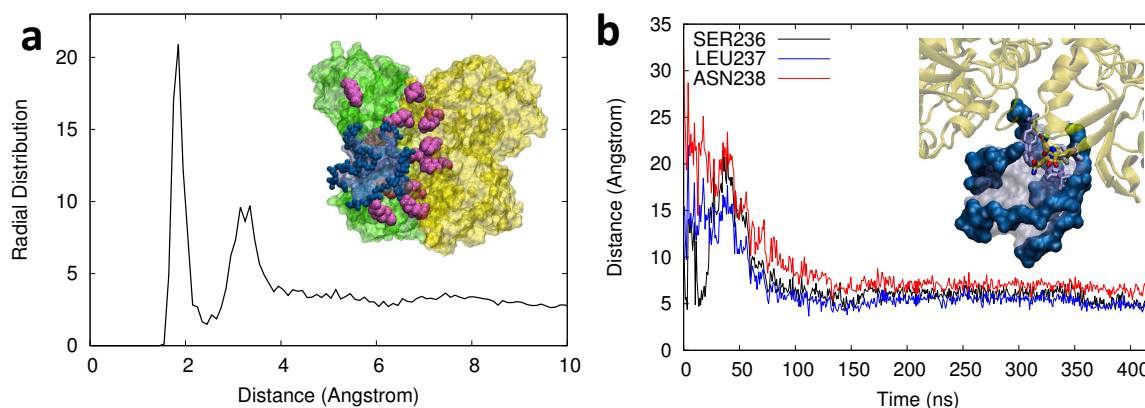 a
Radial Distribution
20
15
10
5
0
0 2 4 6 8 10
Distance (Angstrom)
b
SER236
LEU237
ASN238
Distance (Angstrom)
35
30
25
20
15
10
5
0
0 50 100 150 200 250 300 350 400
Time (ns)